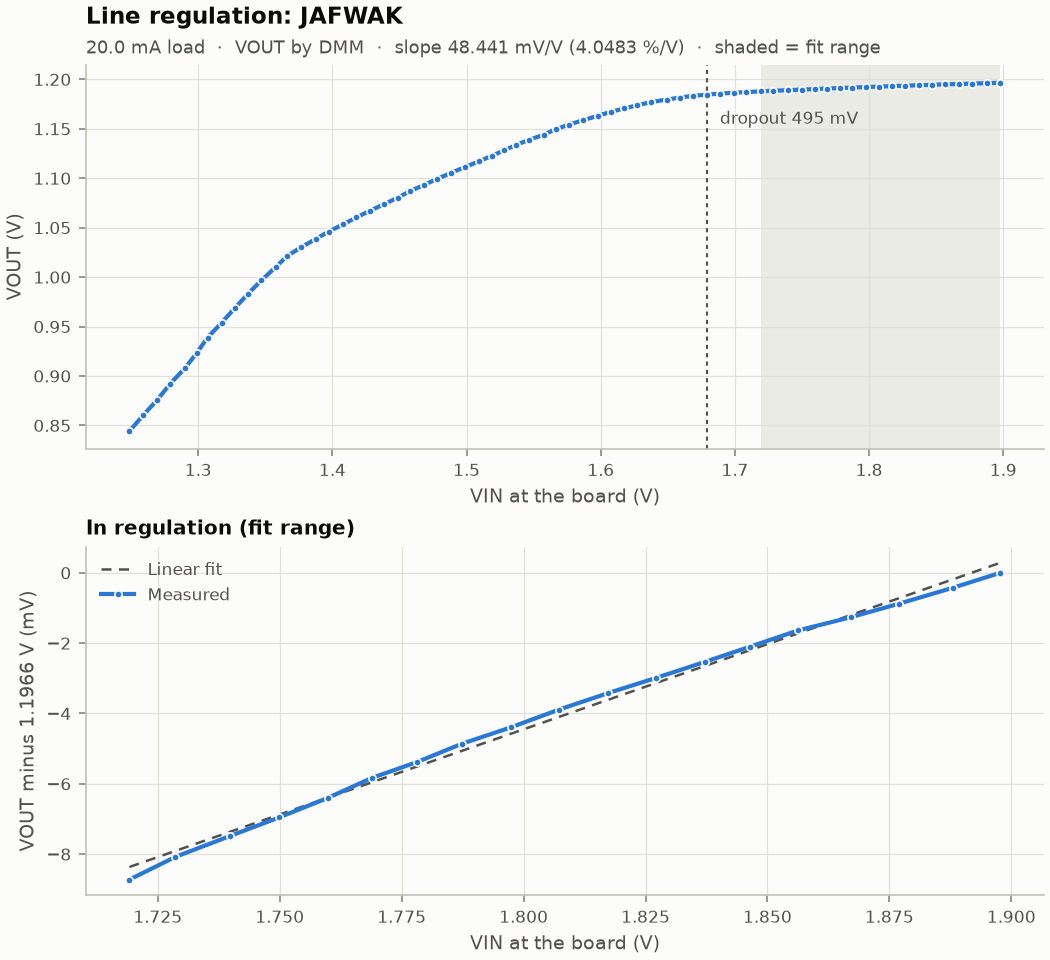 Line regulation: JAFWAK
20.0 mA load · VOUT by DMM · slope 48.441 mV/V (4.0483 %/V) · shaded = fit range
1.20
1.15
1.10
1.05
1.00
0.95
0.90
0.85
VOUT (V)
dropout 495 mV
1.3
1.4
1.5
1.6
1.7
1.8
1.9
VIN at the board (V)
In regulation (fit range)
Linear fit
Measured
0
−2
−4
−6
−8
VOUT minus 1.1966 V (mV)
1.725
1.750
1.775
1.800
1.825
1.850
1.875
1.900
VIN at the board (V)